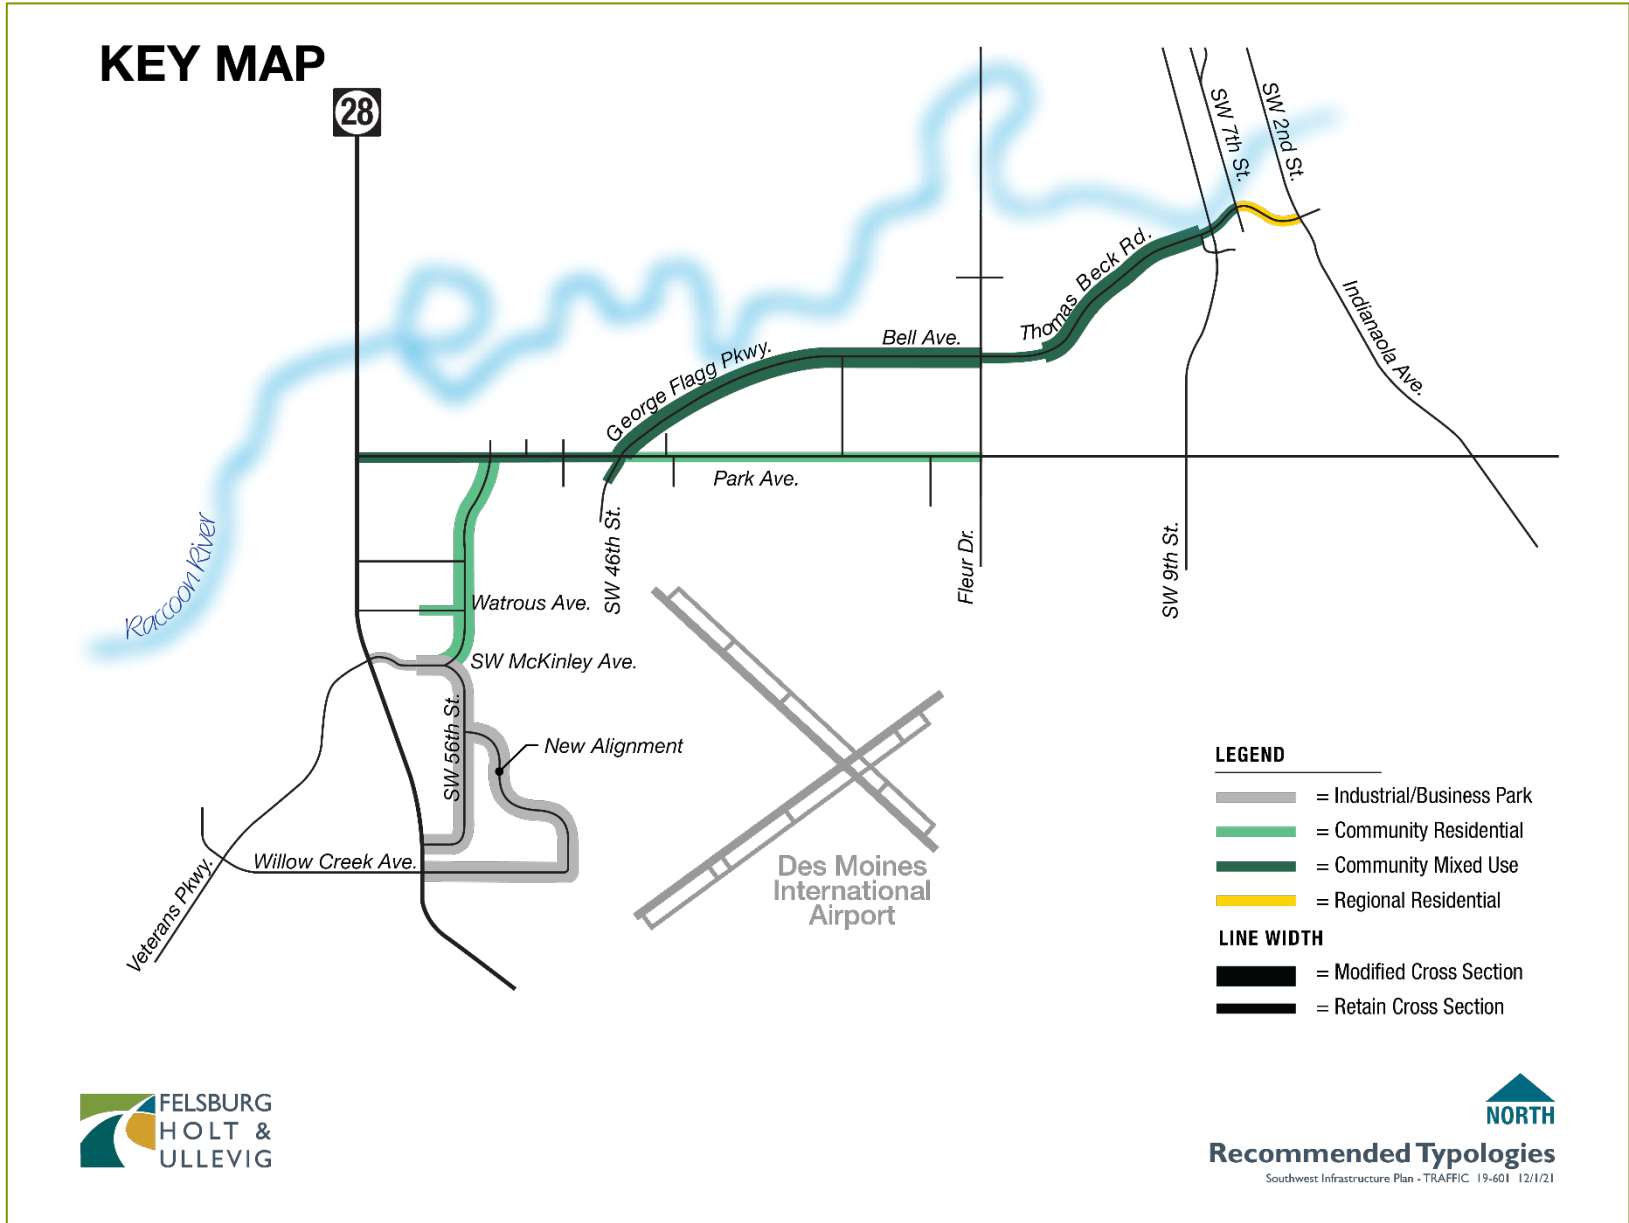 KEY MAP
28
SW 7th St.
SW 2nd St.
Thomas Beck Rd.
Indianaola Ave.
Bell Ave.
George Flagg Pkwy.
Park Ave.
Raccoon River
SW 46th St.
Fleur Dr.
SW 9th St.
Watrous Ave.
SW McKinley Ave.
SW 56th St.
New Alignment
Willow Creek Ave.
Veterans Pkwy.
Des Moines
International
Airport
LEGEND
= Industrial/Business Park
= Community Residential
= Community Mixed Use
= Regional Residential
LINE WIDTH
= Modified Cross Section
= Retain Cross Section
FELSBURG
HOLT &
ULLEVIG
NORTH
Recommended Typologies
Southwest Infrastructure Plan - TRAFFIC 19-601 12/1/21